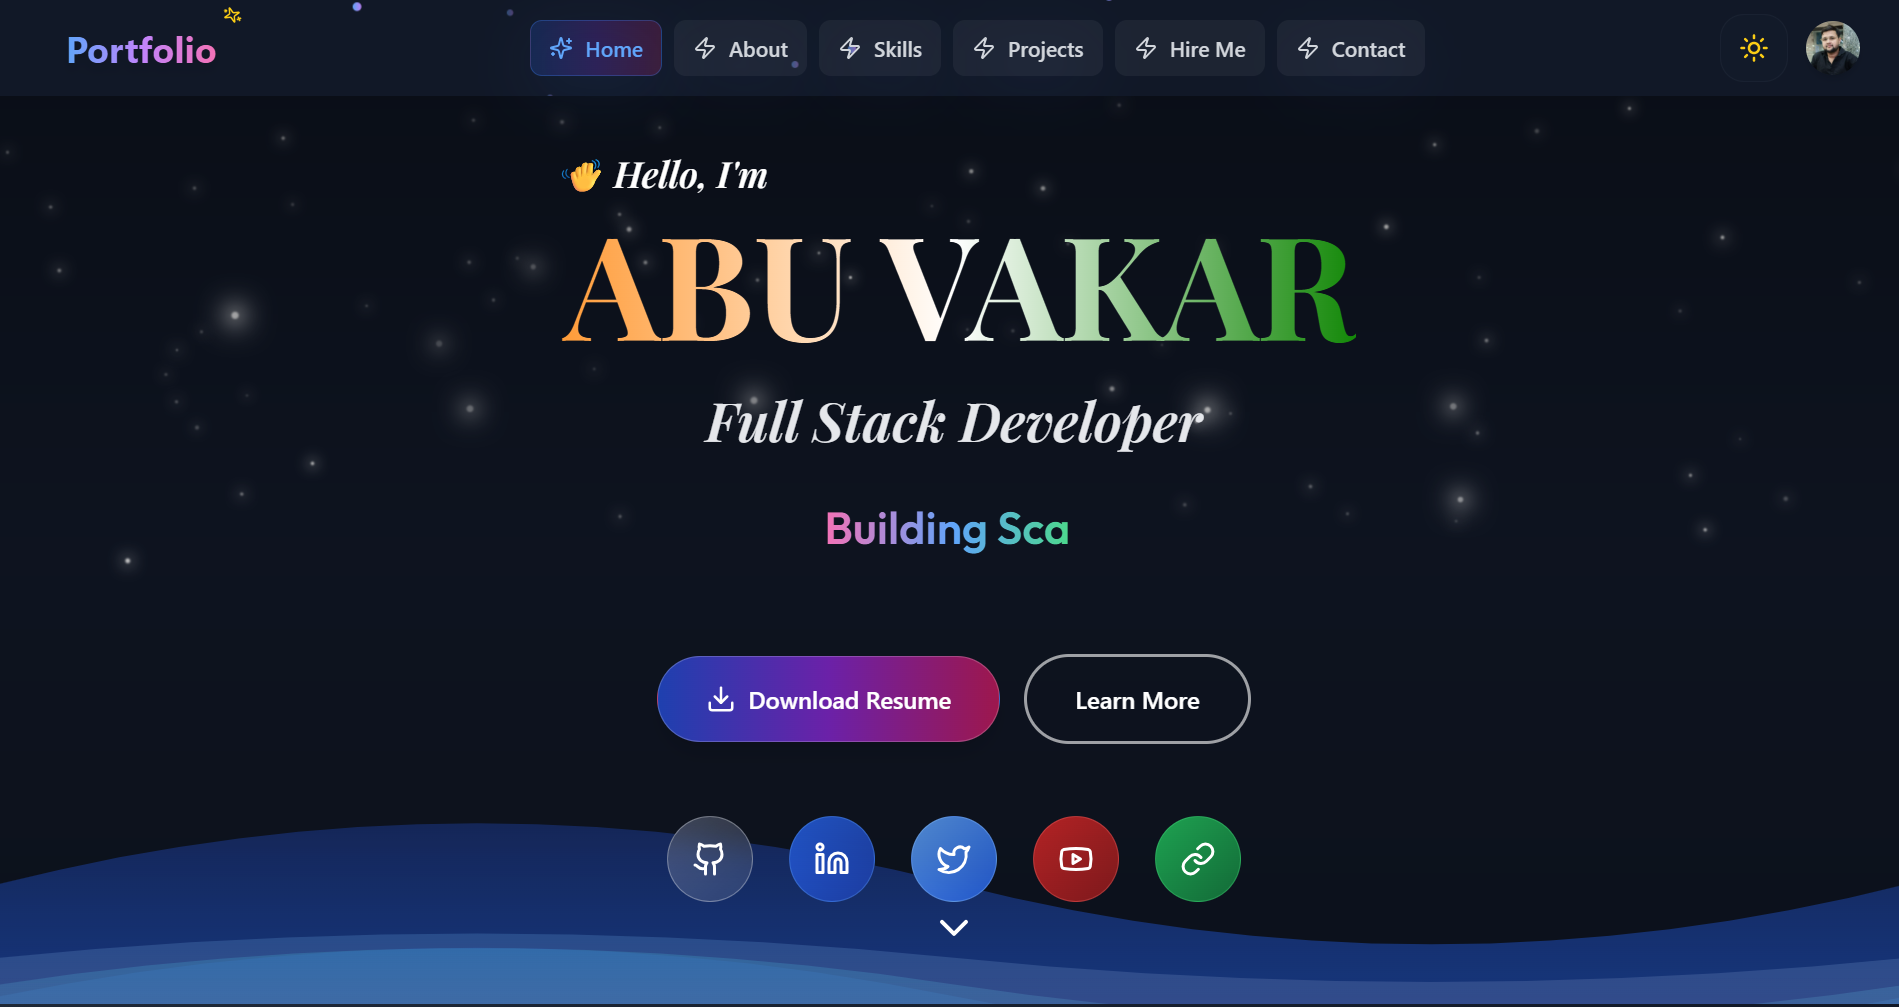 Portfolio
Home
About
Skills
Projects
Hire Me
Contact
👋 Hello, I'm
ABU VAKAR
Full Stack Developer
Building Sca
Download Resume
Learn More